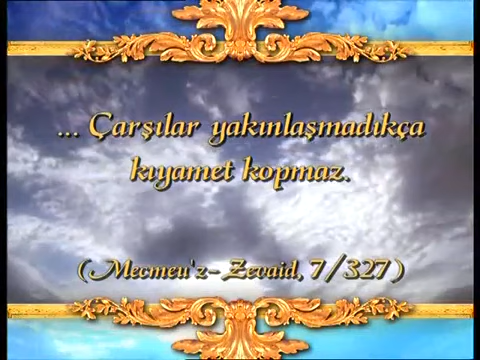 ... Çarşılar yakınlaşmadıkça
kıyamet kopmaz.
(Mecmeu'z-Zevaid, 7/327)